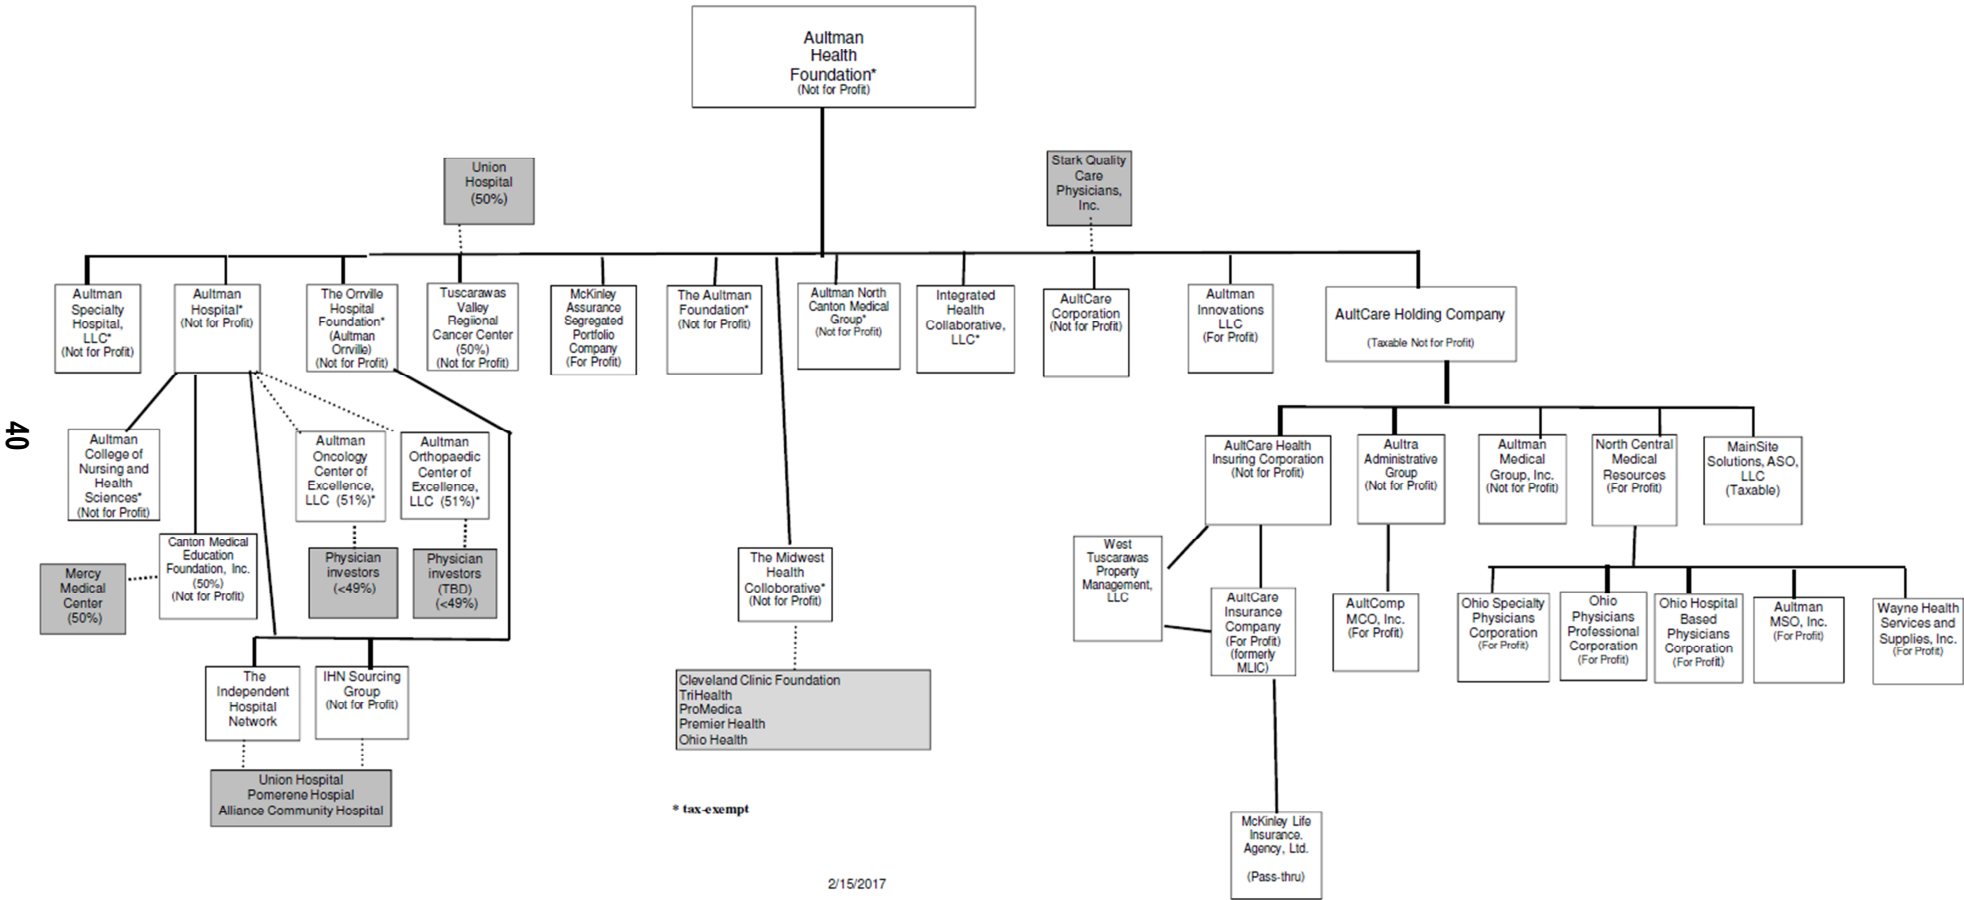 Aultman
Health
Foundation*
(Not for Profit)
Union
Hospital
(50%)
Stark Quality
Care
Physicians,
Inc.
Aultman
Specialty
Hospital,
LLC*
(Not for Profit)
Aultman
Hospital*
(Not for Profit)
The Orrville
Hospital
Foundation*
(Aultman
Orrville)
(Not for Profit)
Tuscarawas
Valley
Regiional
Cancer Center
(50%)
(Not for Profit)
McKinley
Assurance
Segregated
Portfolio
Company
(For Profit)
The Aultman
Foundation*
(Not for Profit)
Aultman North
Canton Medical
Group*
(Not for Profit)
Integrated
Health
Collaborative,
LLC*
AultCare
Corporation
(Not for Profit)
Aultman
Innovations
LLC
(For Profit)
AultCare Holding Company
(Taxable Not for Profit)
40
Aultman
College of
Nursing and
Health
Sciences*
(Not for Profit)
Aultman
Oncology
Center of
Excellence,
LLC (51%)*
Aultman
Orthopaedic
Center of
Excellence,
LLC (51%)*
AultCare Health
Insuring Corporation
(Not for Profit)
Aultra
Administrative
Group
(Not for Profit)
Aultman
Medical
Group, Inc.
(Not for Profit)
North Central
Medical
Resources
(For Profit)
MainSite
Solutions, ASO,
LLC
(Taxable)
Mercy
Medical
Center
(50%)
Canton Medical
Education
Foundation, Inc.
(50%)
(Not for Profit)
Physician
investors
(<49%)
Physician
investors
(TBD)
(<49%)
The Midwest
Health
Collaborative*
(Not for Profit)
West
Tuscarawas
Property
Management,
LLC
AultCare
Insurance
Company
(For Profit)
(formerly
MLIC)
AultComp
MCO, Inc.
(For Profit)
Ohio Specialty
Physicians
Corporation
(For Profit)
Ohio
Physicians
Professional
Corporation
(For Profit)
Ohio Hospital
Based
Physicians
Corporation
(For Profit)
Aultman
MSO, Inc.
(For Profit)
Wayne Health
Services and
Supplies, Inc.
(For Profit)
The
Independent
Hospital
Network
IHN Sourcing
Group
(Not for Profit)
Cleveland Clinic Foundation
TriHealth
ProMedica
Premier Health
Ohio Health
Union Hospital
Pomerene Hospial
Alliance Community Hospital
* tax-exempt
McKinley Life
Insurance.
Agency, Ltd.
(Pass-thru)
2/15/2017